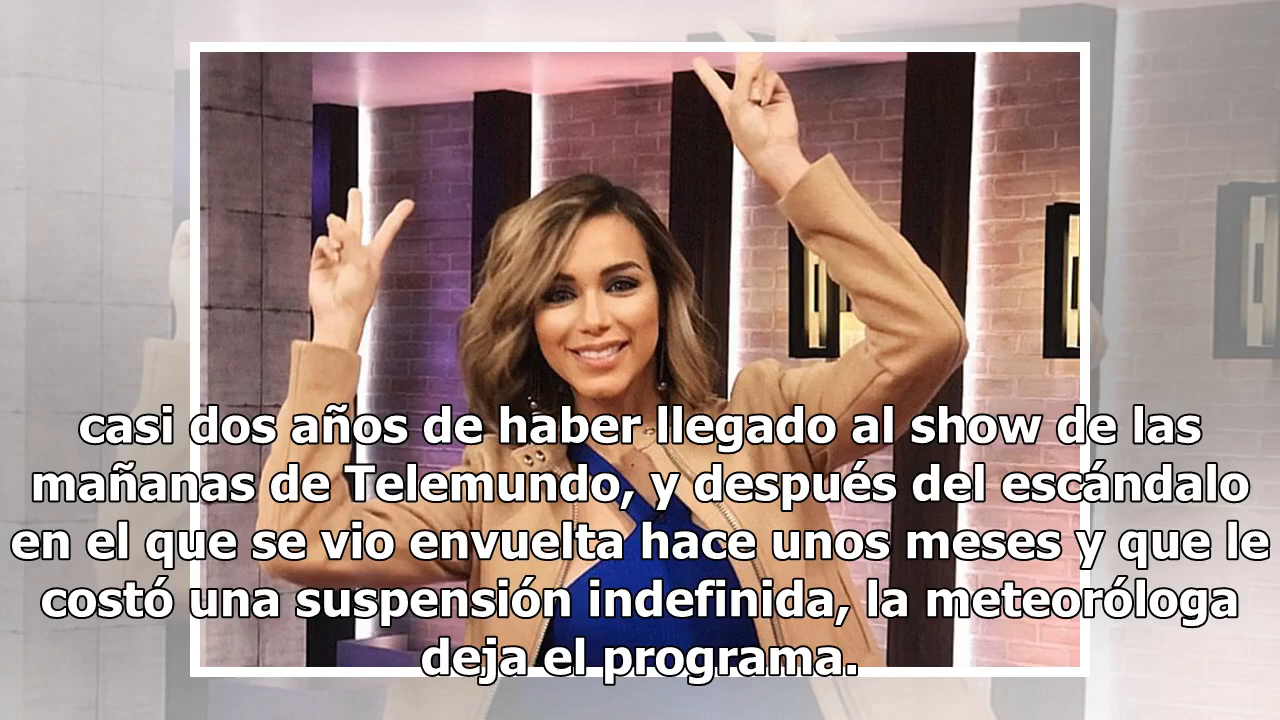 casi dos años de haber llegado al show de las
mañanas de Telemundo, y después del escándalo
en el que se vio envuelta hace unos meses y que le
costó una suspensión indefinida, la meteoróloga
deja el programa.